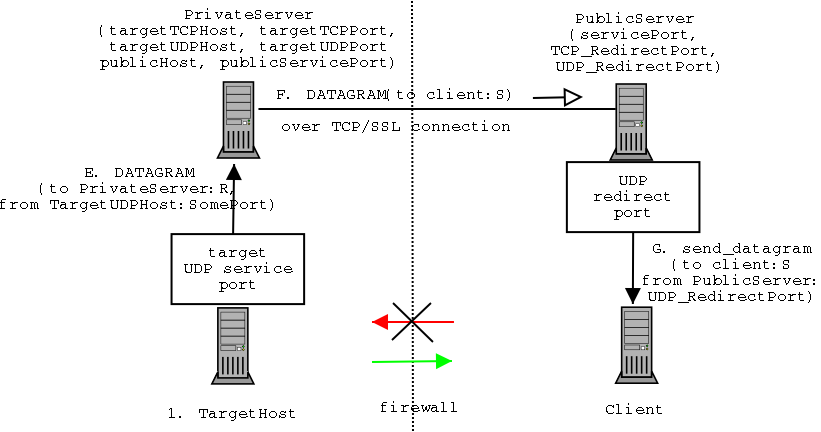 PrivateServer
(targetTCPHost, targetTCPPort,
targetUDPHost, targetUDPPort
publicHost, publicServicePort)
PublicServer
(servicePort,
TCP_RedirectPort,
UDP_RedirectPort)
F. DATAGRAM(to client:S)
over TCP/SSL connection
E. DATAGRAM
(to PrivateServer:R,
from TargetUDPHost:SomePort)
UDP
redirect
port
target
UDP service
port
G. send_datagram
(to client:S
from PublicServer:
UDP_RedirectPort)
1. TargetHost
firewall
Client